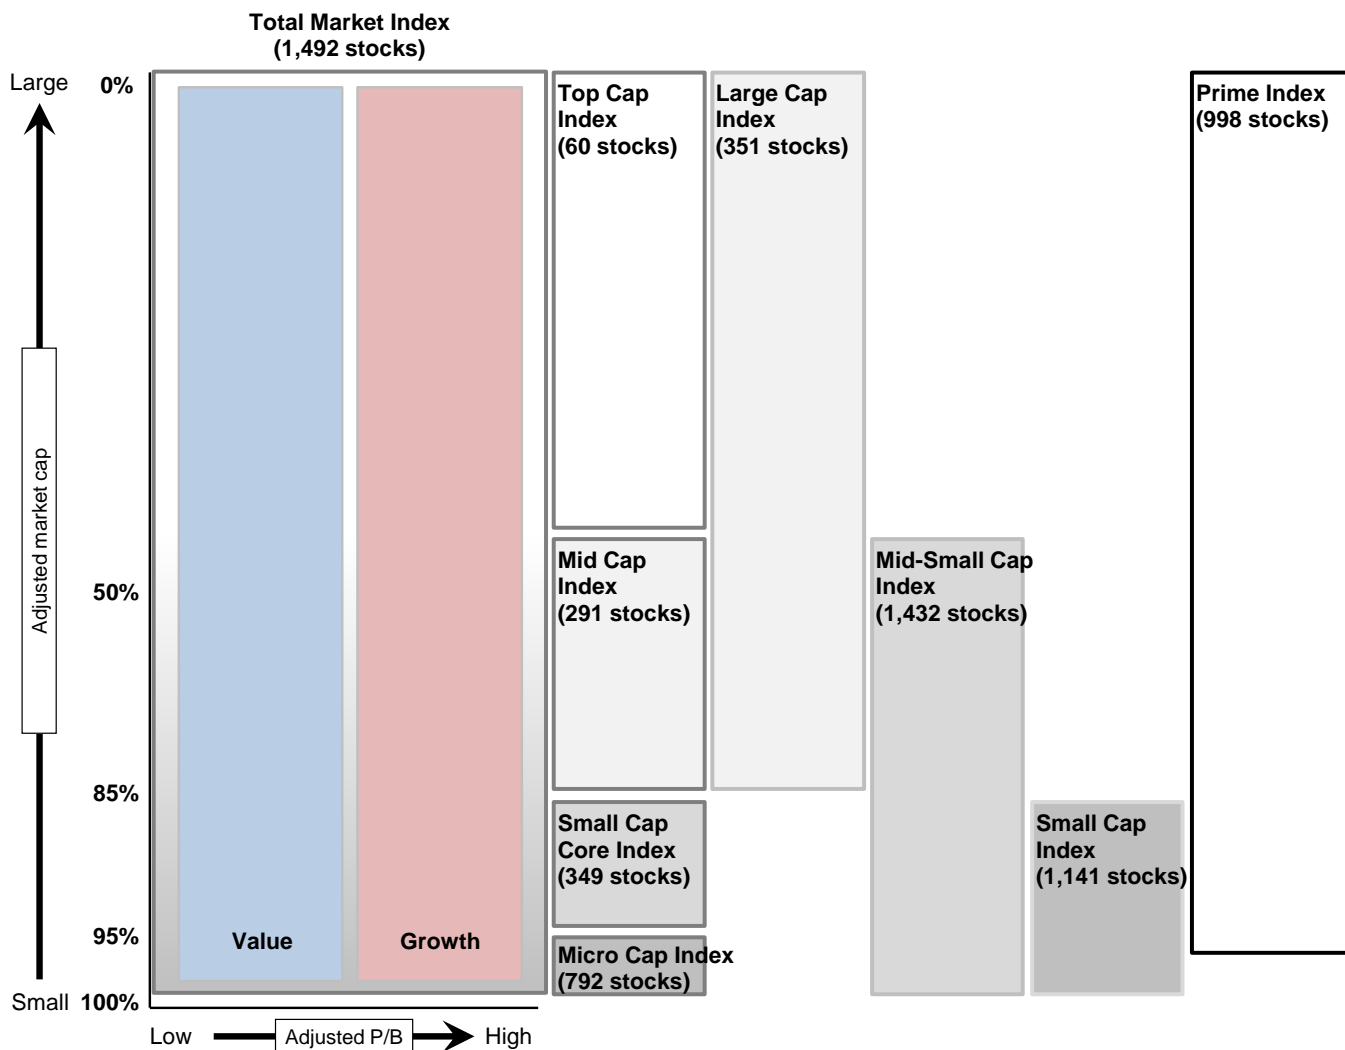 Total Market Index
(1,492 stocks)
Large
0%
Top Cap
Index
(60 stocks)
Large Cap
Index
(351 stocks)
Prime Index
(998 stocks)
Adjusted market cap
Mid Cap
Index
(291 stocks)
Mid-Small Cap
Index
(1,432 stocks)
50%
85%
Small Cap
Core Index
(349 stocks)
Small Cap
Index
(1,141 stocks)
95%
Value
Growth
Micro Cap Index
(792 stocks)
Small
100%
Low
Adjusted P/B
High